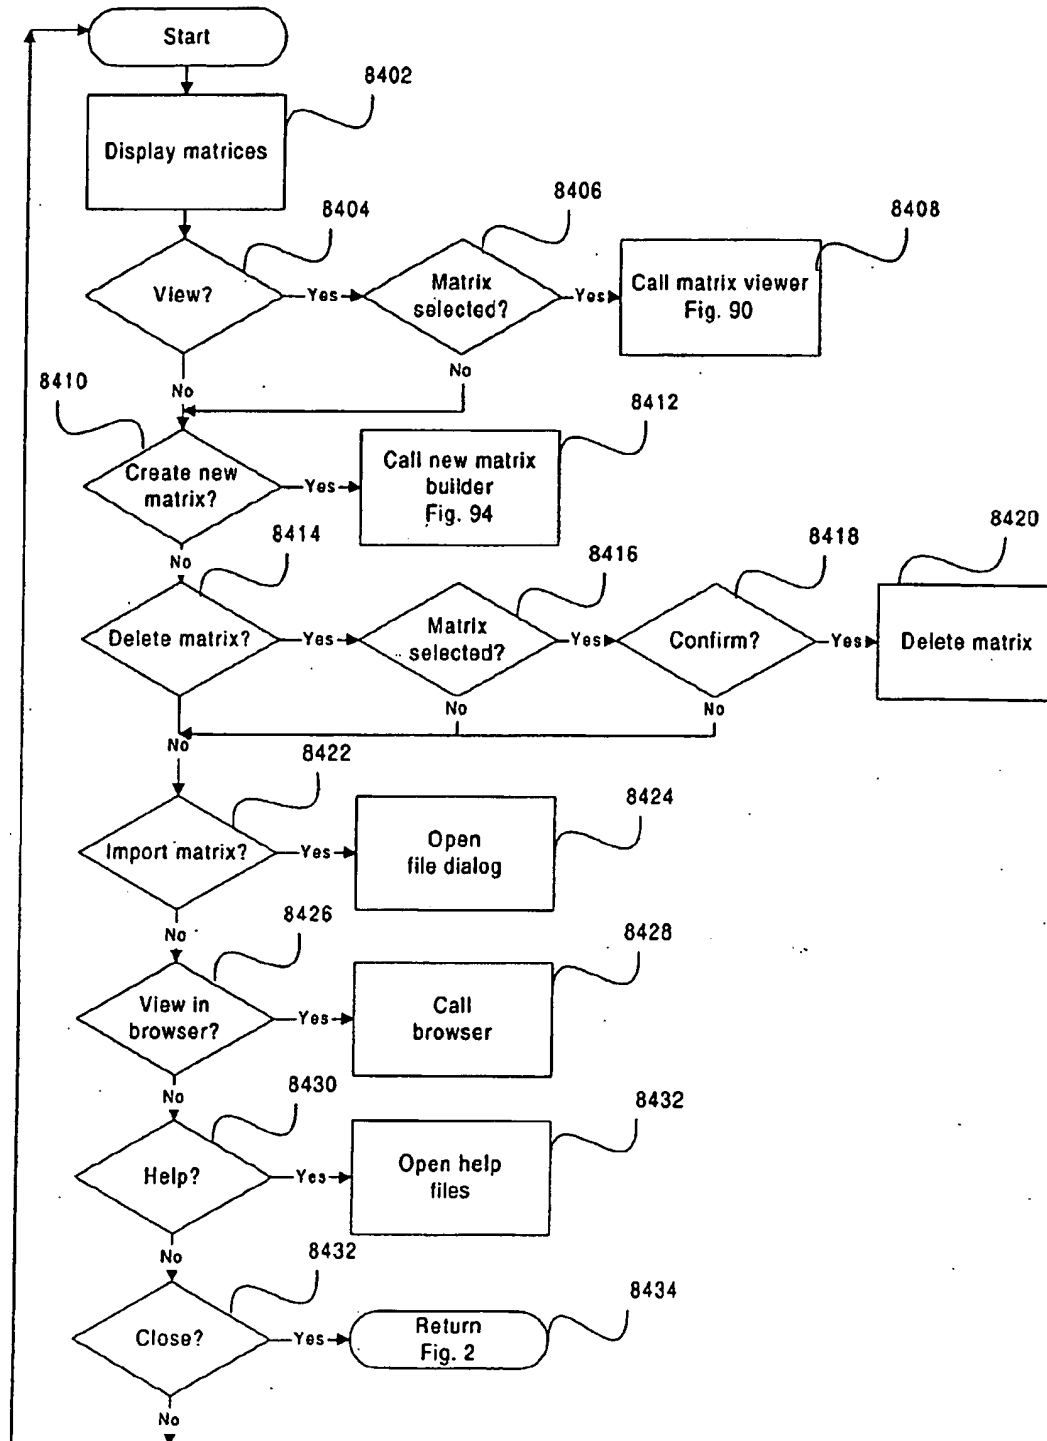 Start
8402
Display matrices
8404
8406
8408
View?
Yes
Matrix
selected?
Yes
Call matrix viewer
Fig. 90
No
No
8410
8412
Create new
matrix?
Yes
Call new matrix
builder
Fig. 94
No
8414
8416
8418
8420
Delete matrix?
Yes
Matrix
selected?
Yes
Confirm?
Yes
Delete matrix
No
No
No
8422
8424
Import matrix?
Yes
Open
file dialog
No
8426
8428
View in
browser?
Yes
Call
browser
No
8430
8432
Help?
Yes
Open help
files
No
8432
8434
Close?
Yes
Return
Fig. 2
No